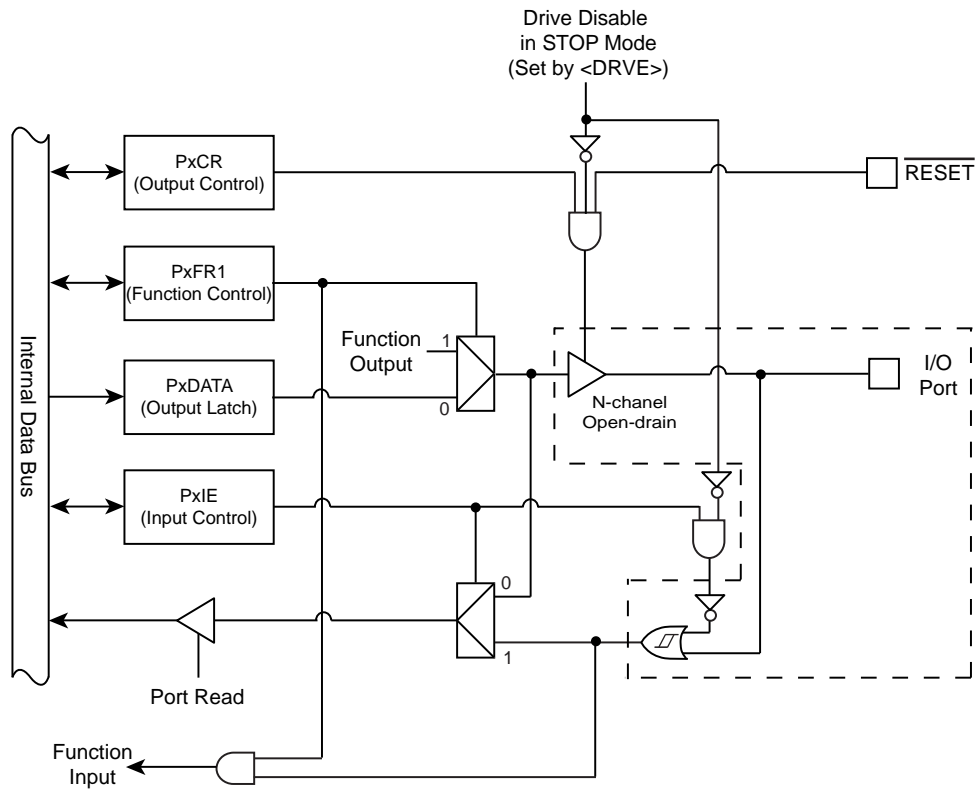 Drive Disable
in STOP Mode
(Set by <DRVE>)
PxCR
(Output Control)
RESET
PxFR1
(Function Control)
Function
Output
1
0
PxDATA
(Output Latch)
N-chanel
Open-drain
I/O
Port
Internal Data Bus
PxIE
(Input Control)
0
1
Port Read
Function
Input